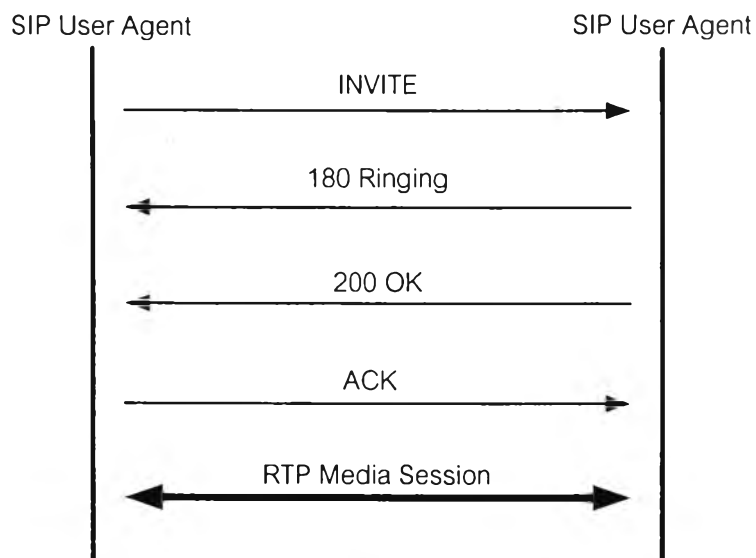 SIP User Agent
SIP User Agent
INVITE
180 Ringing
200 OK
ACK
RTP Media Session